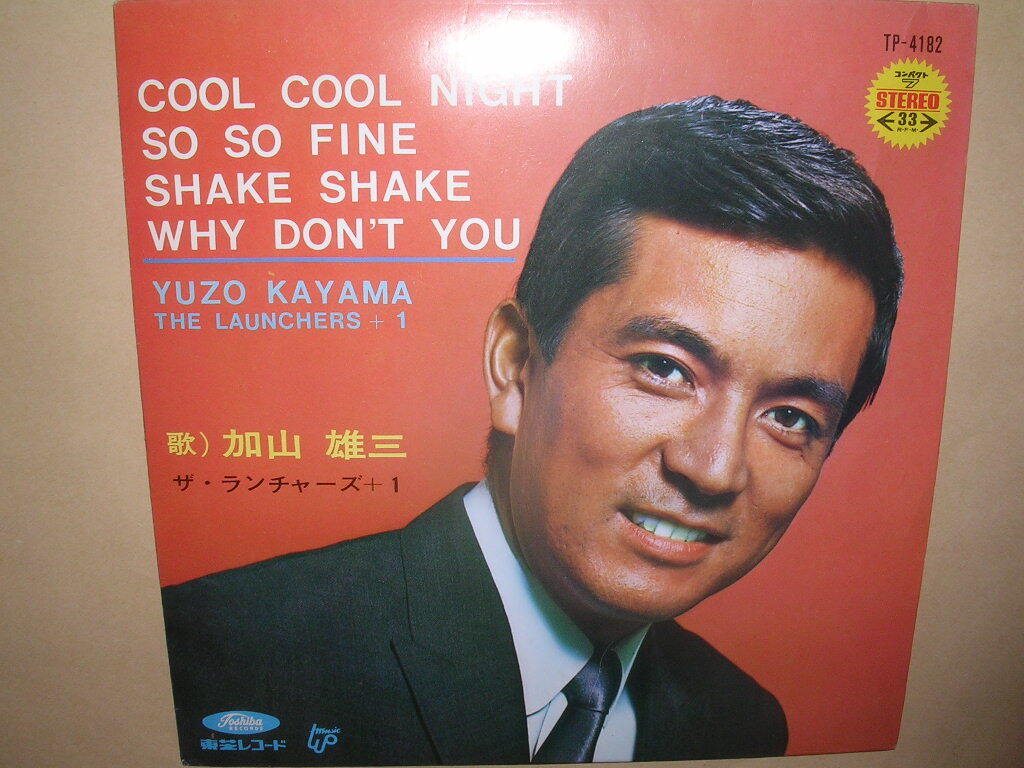 TP-4182
コンパクト
7
STEREO
33
R・P・M・
COOL COOL NIGHT
SO SO FINE
SHAKE SHAKE
WHY DON'T YOU
YUZO KAYAMA
THE LAUNCHERS + 1
歌) 加山 雄三
ザ・ランチャーズ+1
Toshiba
RECORDS
東芝レコード
music